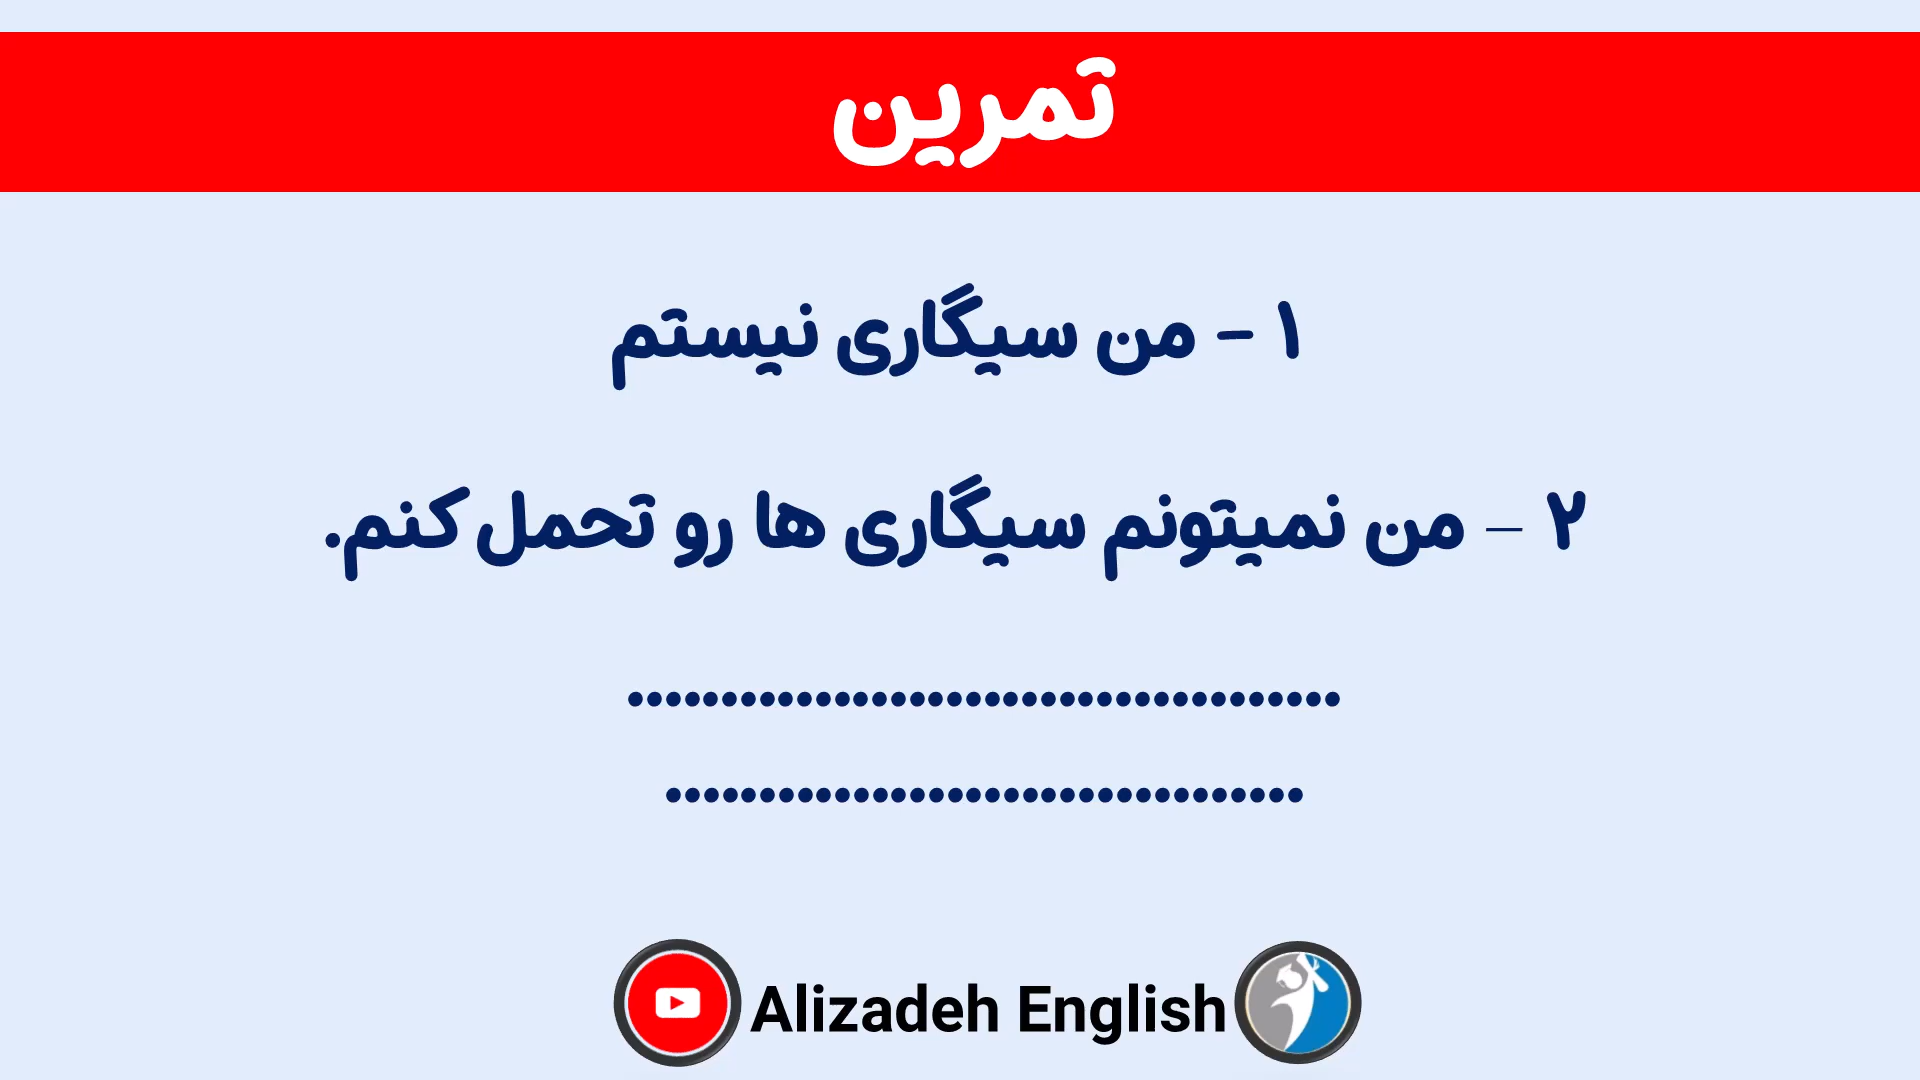 تمرین
۱ - من سیگاری نیستم
۲ – من نمیتونم سیگاری ها رو تحمل کنم.
......................................
..................................
Alizadeh English